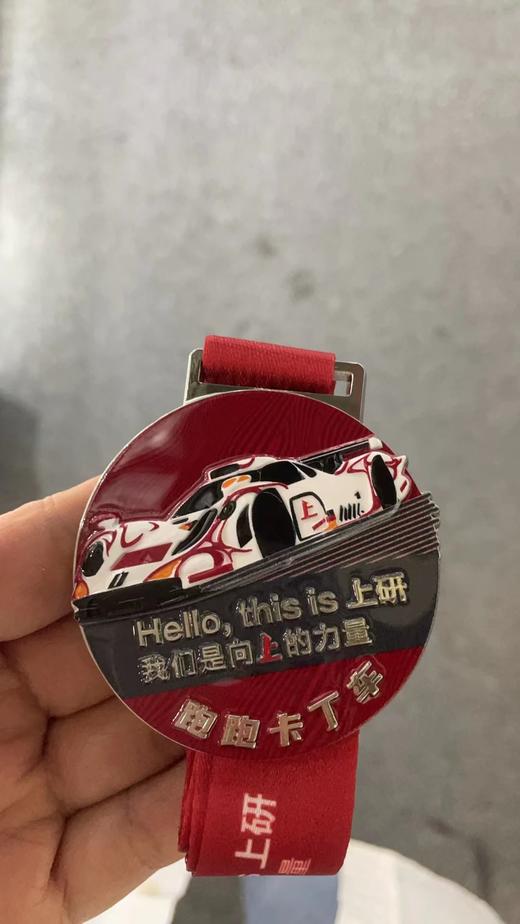 上
Hello, this is 上研
我们是向上的力量
跑跑卡丁车
上研